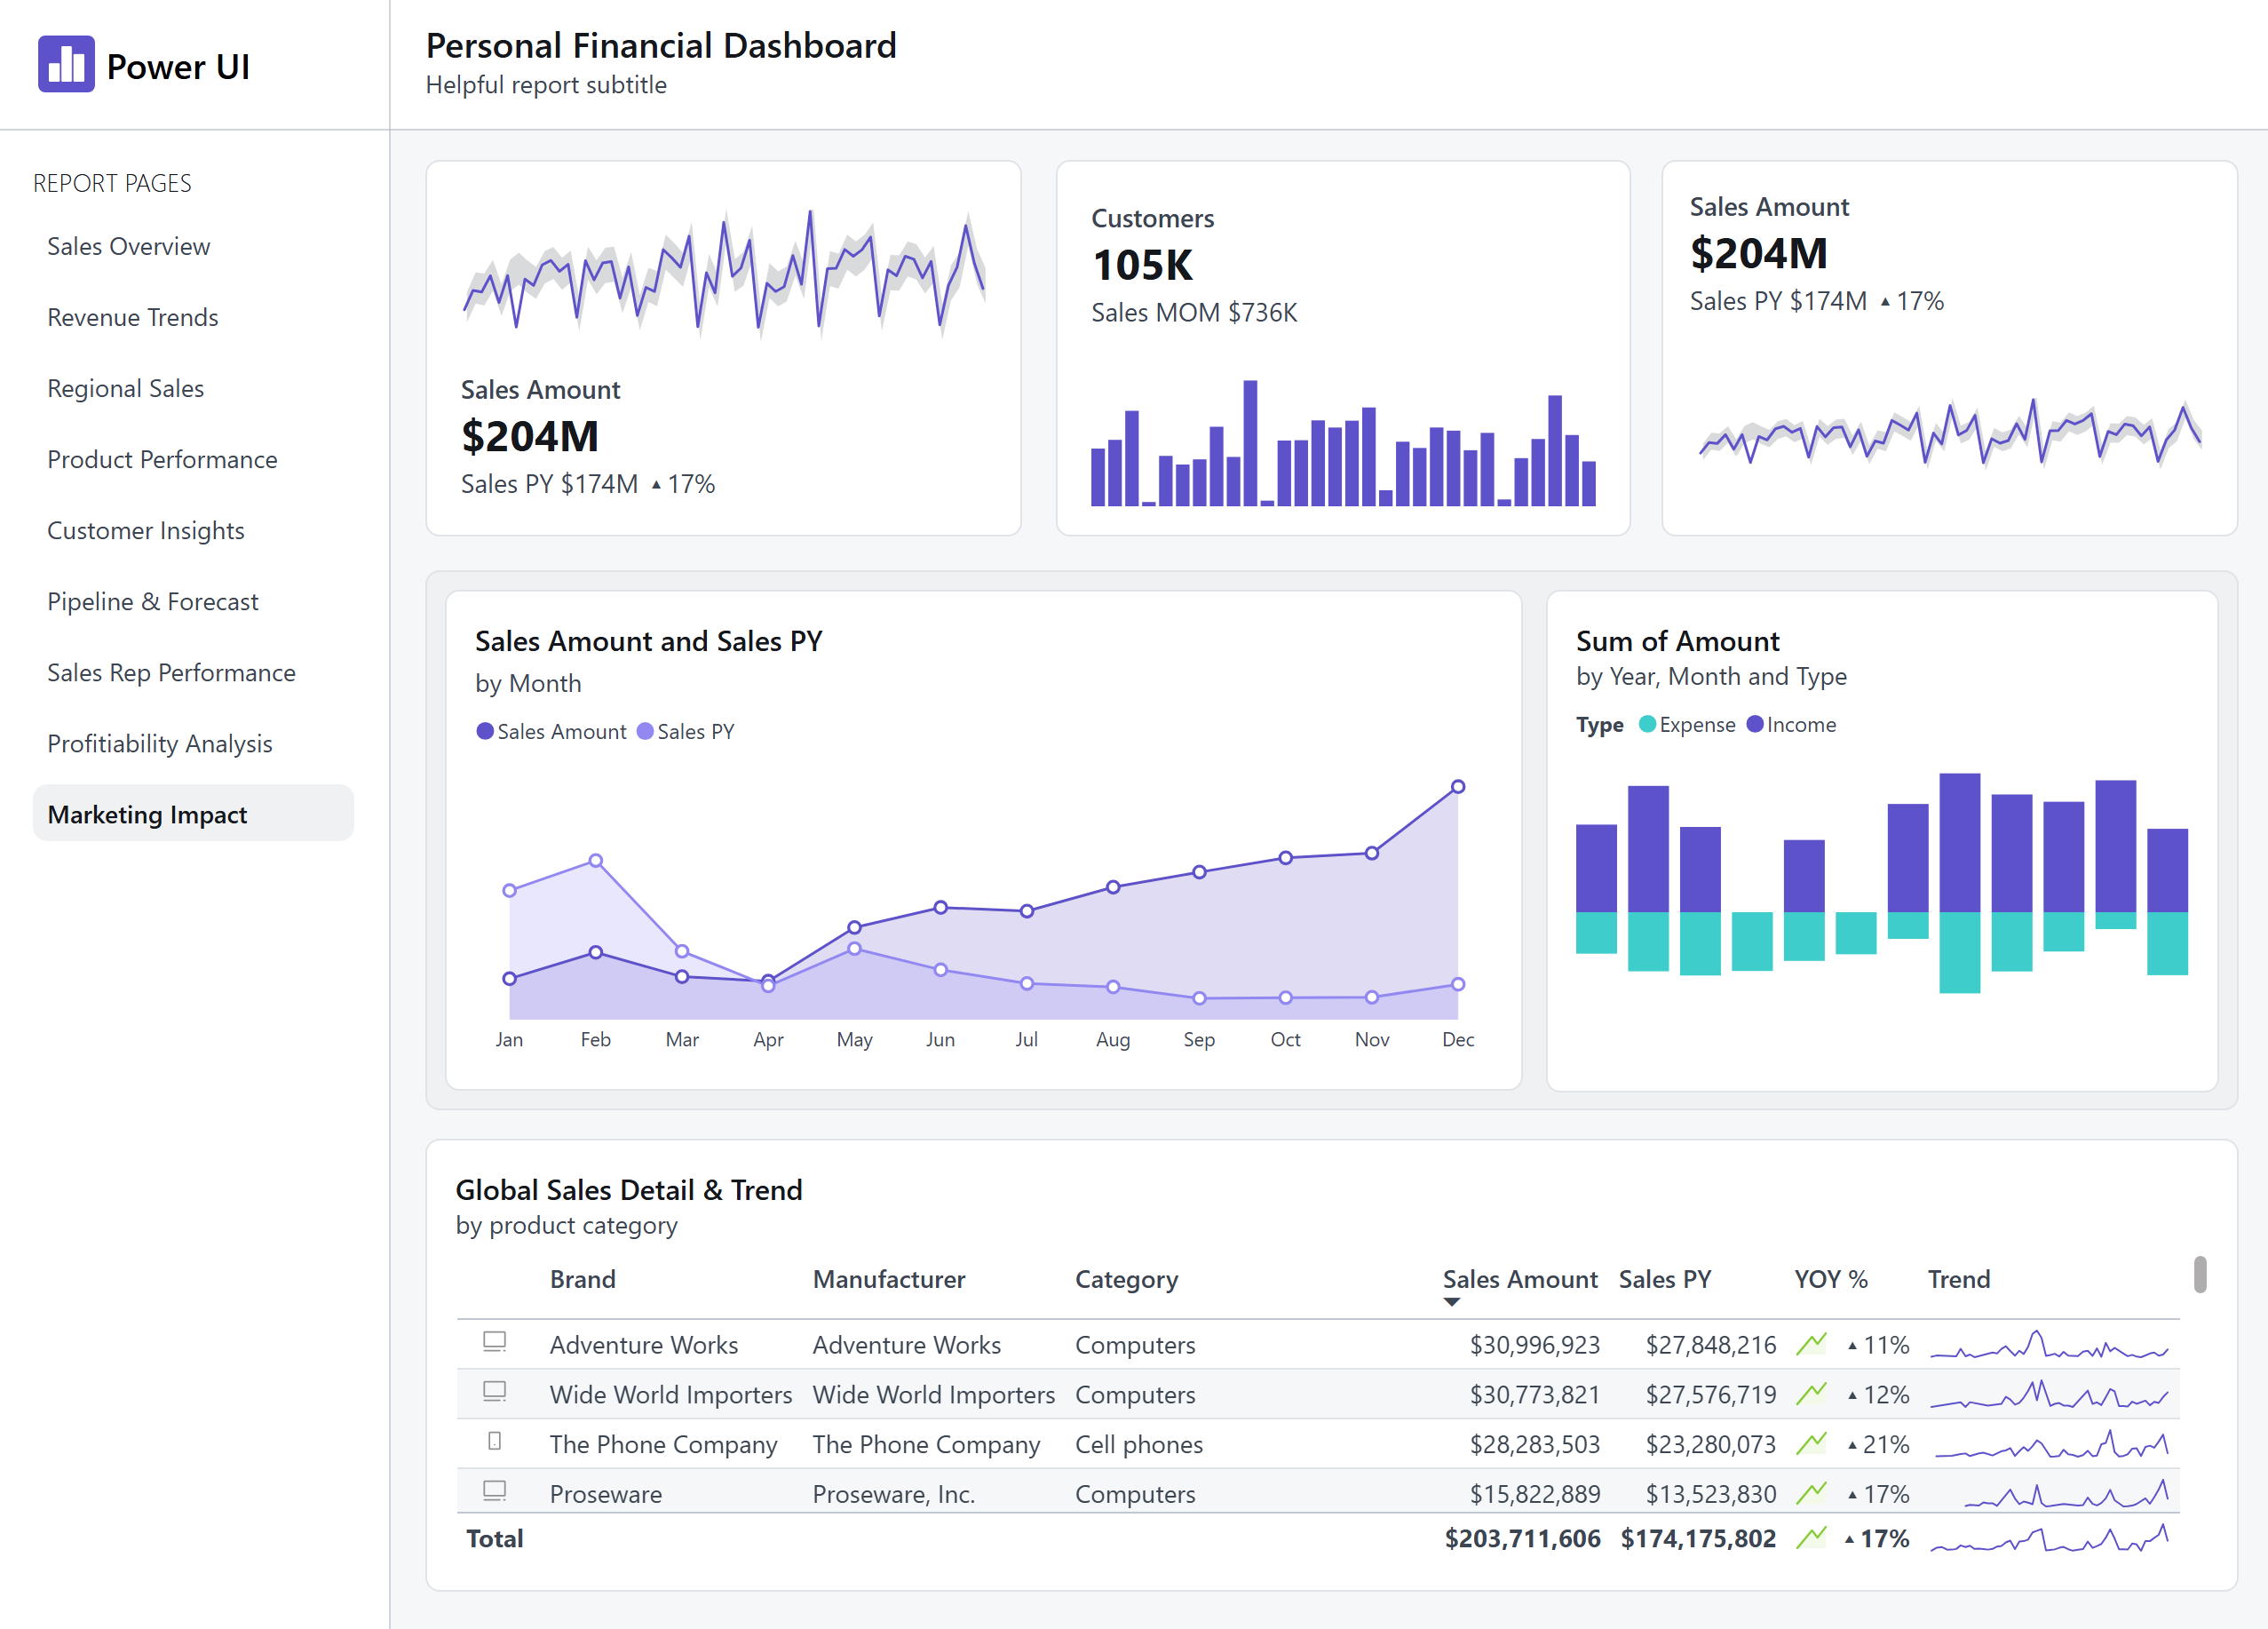 Power UI
Personal Financial Dashboard
Helpful report subtitle
REPORT PAGES
Sales Overview
Revenue Trends
Regional Sales
Product Performance
Customer Insights
Pipeline & Forecast
Sales Rep Performance
Profitiability Analysis
Marketing Impact
Sales Amount
$204M
Sales PY $174M ▲ 17%
Customers
105K
Sales MOM $736K
Sales Amount
$204M
Sales PY $174M ▲ 17%
Sales Amount and Sales PY
by Month
Sales Amount Sales PY
Jan Feb Mar Apr May Jun Jul Aug Sep Oct Nov Dec
Sum of Amount
by Year, Month and Type
Type Expense Income
Global Sales Detail & Trend
by product category
Brand Manufacturer Category Sales Amount Sales PY YOY % Trend
Adventure Works Adventure Works Computers $30,996,923 $27,848,216 ▲ 11%
Wide World Importers Wide World Importers Computers $30,773,821 $27,576,719 ▲ 12%
The Phone Company The Phone Company Cell phones $28,283,503 $23,280,073 ▲ 21%
Proseware Proseware, Inc. Computers $15,822,889 $13,523,830 ▲ 17%
Total $203,711,606 $174,175,802 ▲ 17%